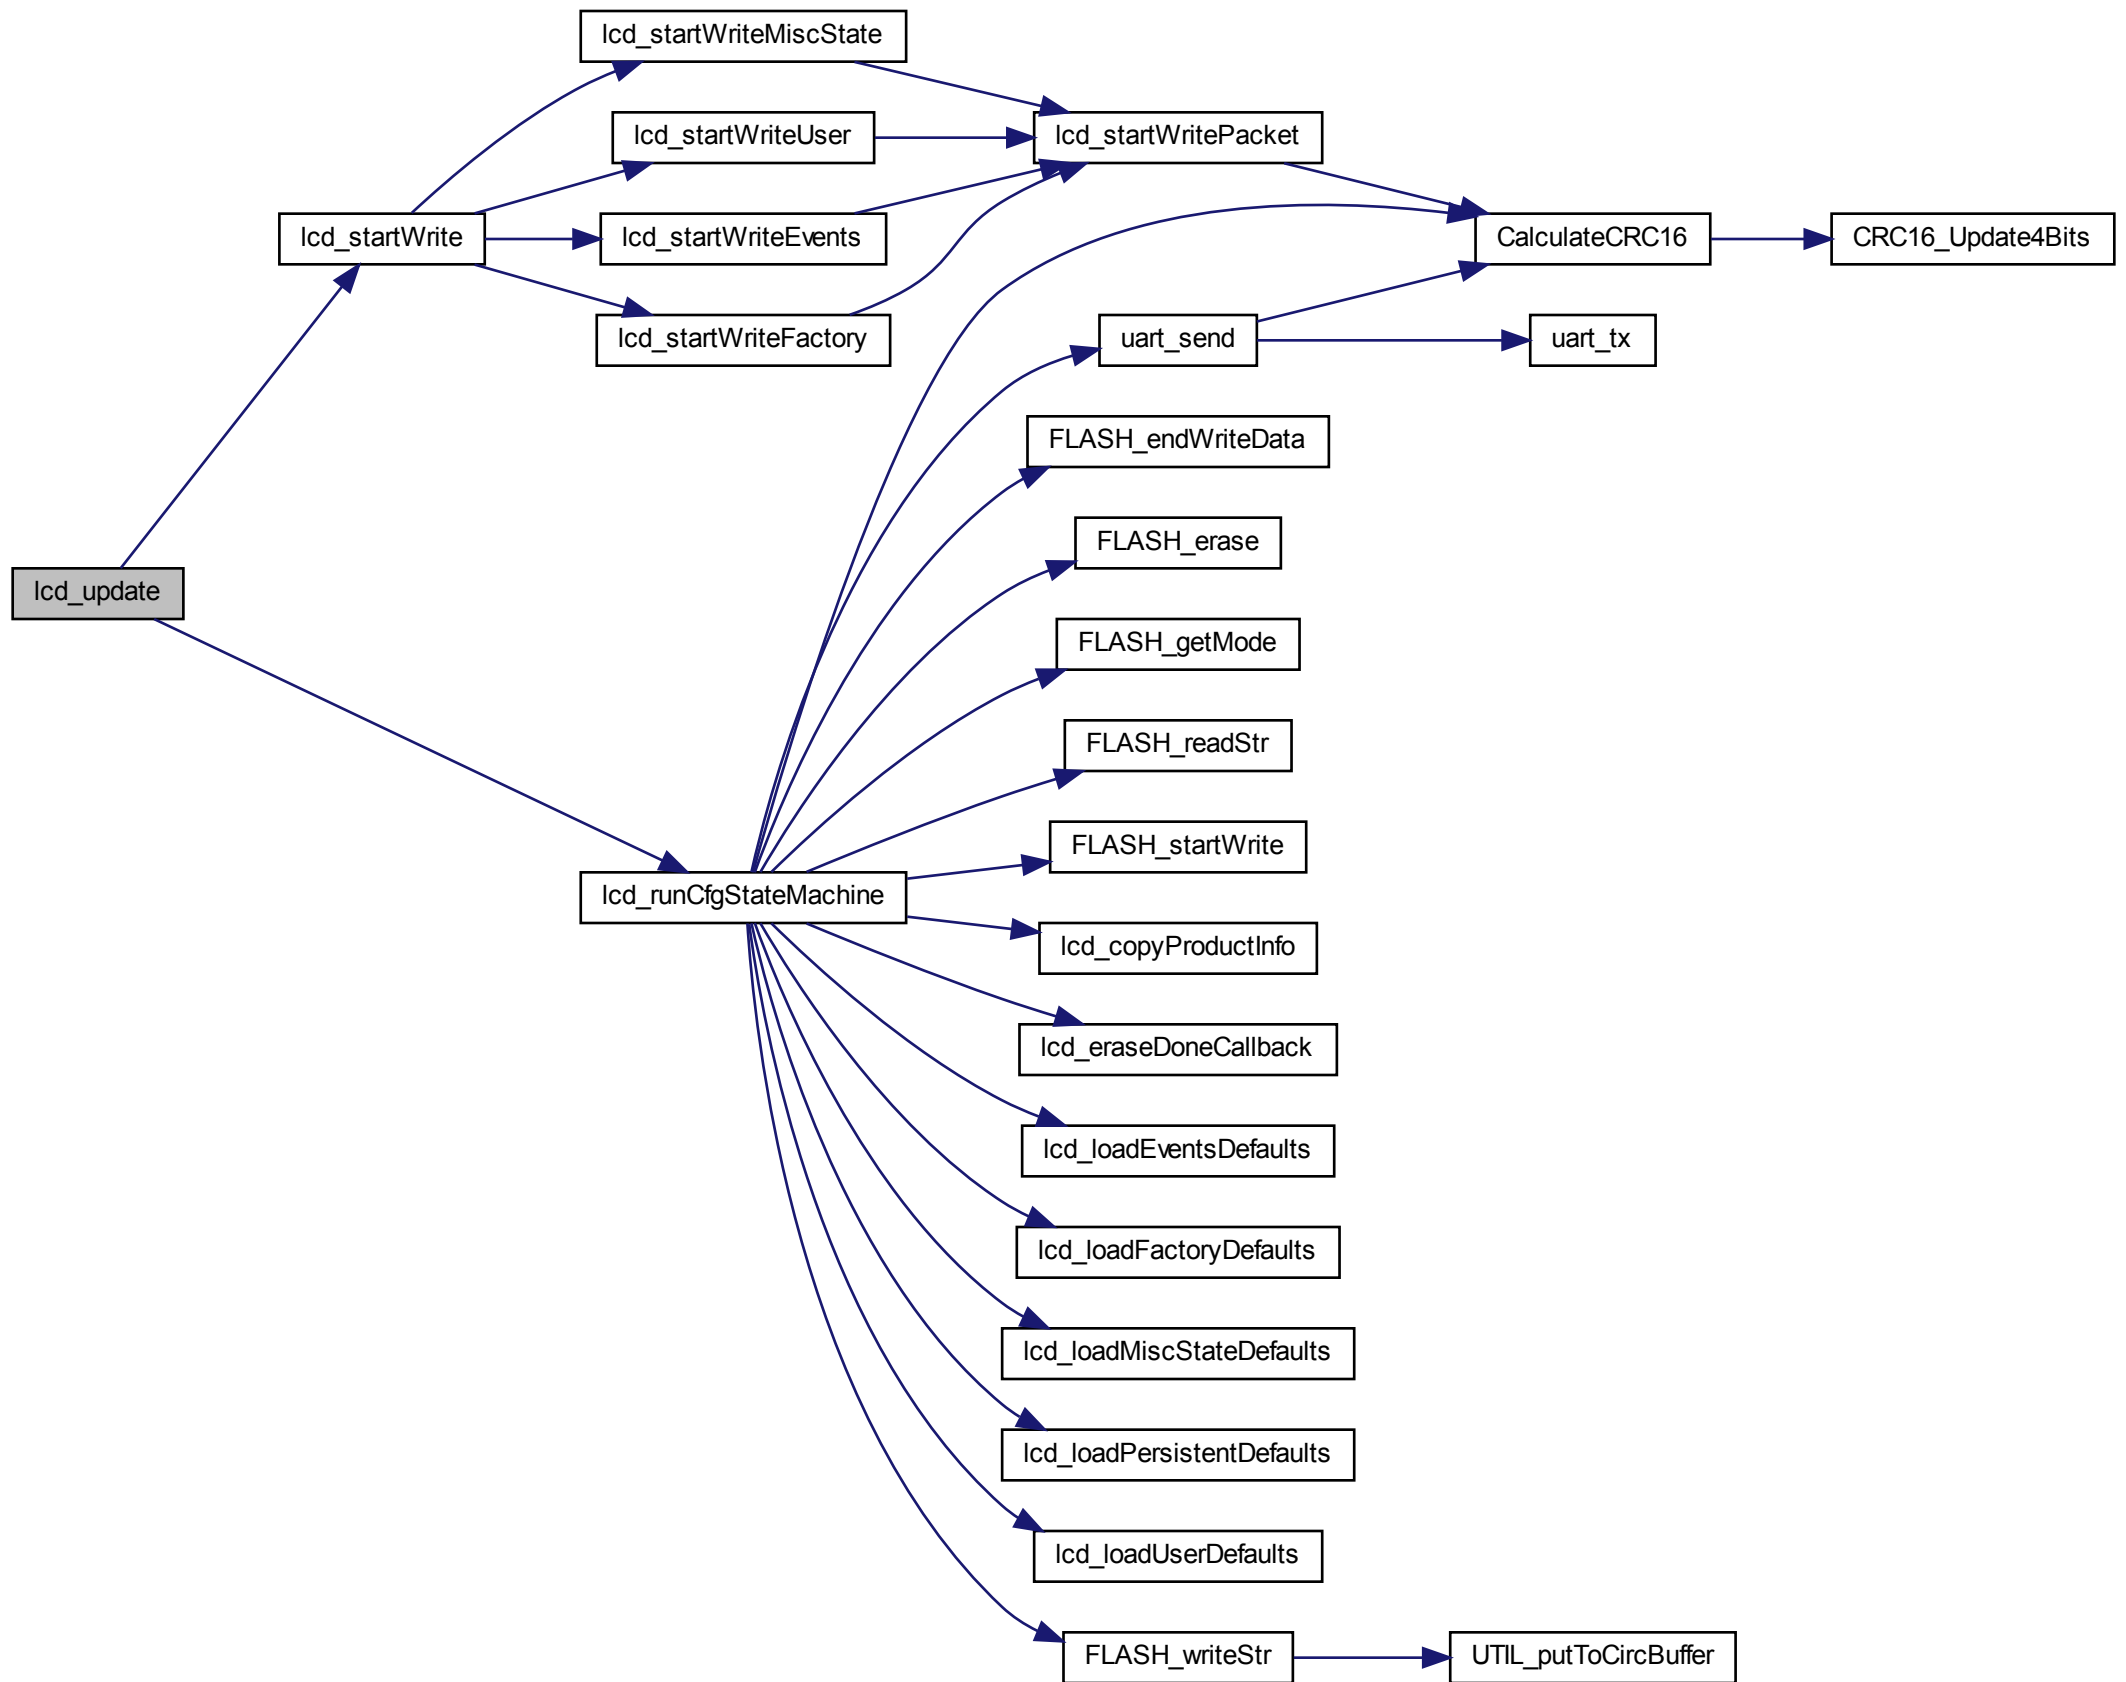 lcd_startWriteMiscState
lcd_startWriteUser
lcd_startWritePacket
lcd_startWrite
lcd_startWriteEvents
CalculateCRC16
CRC16_Update4Bits
lcd_startWriteFactory
uart_send
uart_tx
FLASH_endWriteData
FLASH_erase
lcd_update
FLASH_getMode
FLASH_readStr
FLASH_startWrite
lcd_runCfgStateMachine
lcd_copyProductInfo
lcd_eraseDoneCallback
lcd_loadEventsDefaults
lcd_loadFactoryDefaults
lcd_loadMiscStateDefaults
lcd_loadPersistentDefaults
lcd_loadUserDefaults
FLASH_writeStr
UTIL_putToCircBuffer